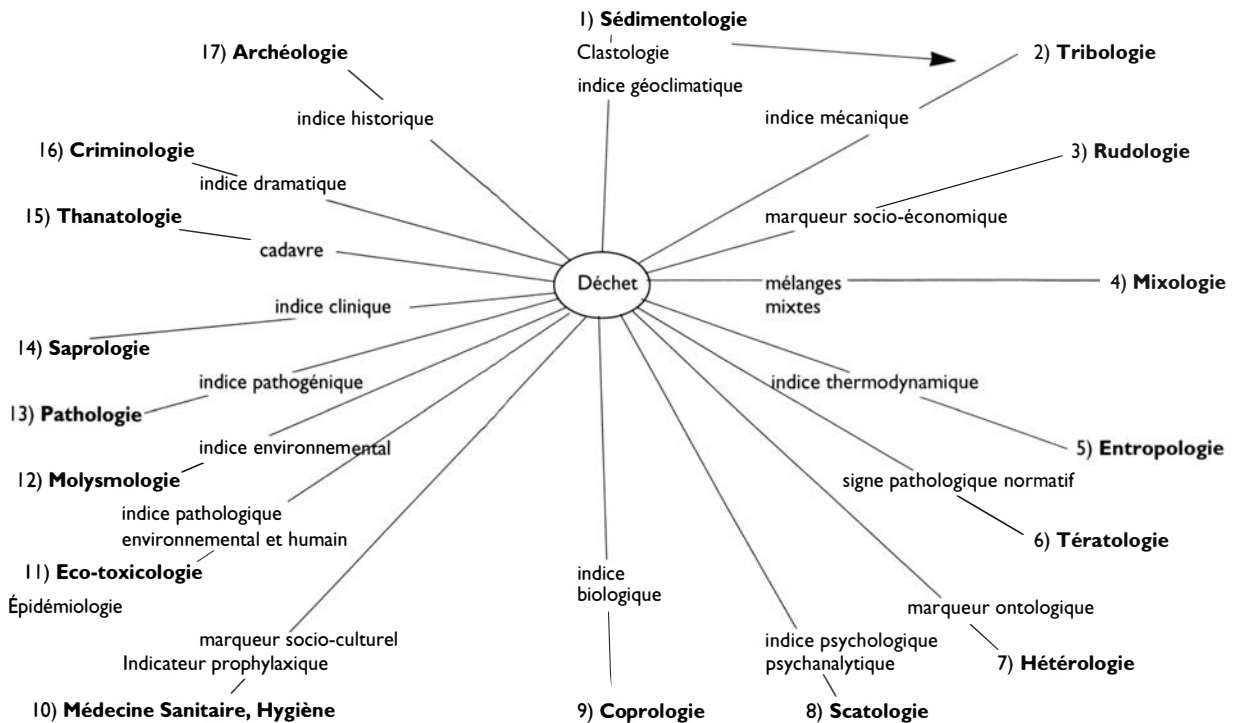 1) Sédimentologie
Clastologie
indice géoclimatique
2) Tribologie
indice mécanique
3) Rudologie
marqueur socio-économique
4) Mixologie
mélanges
mixtes
indice thermodynamique
5) Entropologie
signe pathologique normatif
6) Tératologie
marqueur ontologique
7) Hétérologie
indice psychologique
psychanalytique
8) Scatologie
indice
biologique
9) Coprologie
marqueur socio-culturel
Indicateur prophylaxique
10) Médecine Sanitaire, Hygiène
indice pathologique
environnemental et humain
11) Eco-toxicologie
Épidémiologie
indice environnemental
12) Molysmologie
indice pathogénique
13) Pathologie
indice clinique
14) Saprologie
cadavre
15) Thanatologie
indice dramatique
16) Criminologie
indice historique
17) Archéologie
Déchet